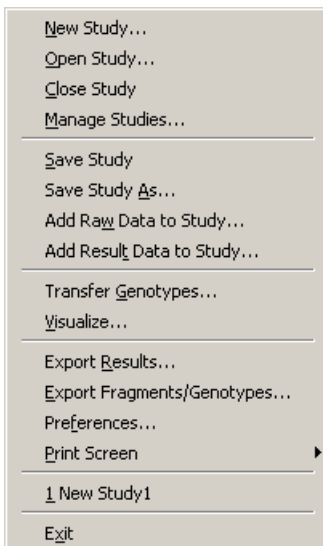 New Study...
Open Study...
Close Study
Manage Studies...
Save Study
Save Study As...
Add Raw Data to Study...
Add Result Data to Study...
Transfer Genotypes...
Visualize...
Export Results...
Export Fragments/Genotypes...
Preferences...
Print Screen
1 New Study1
Exit